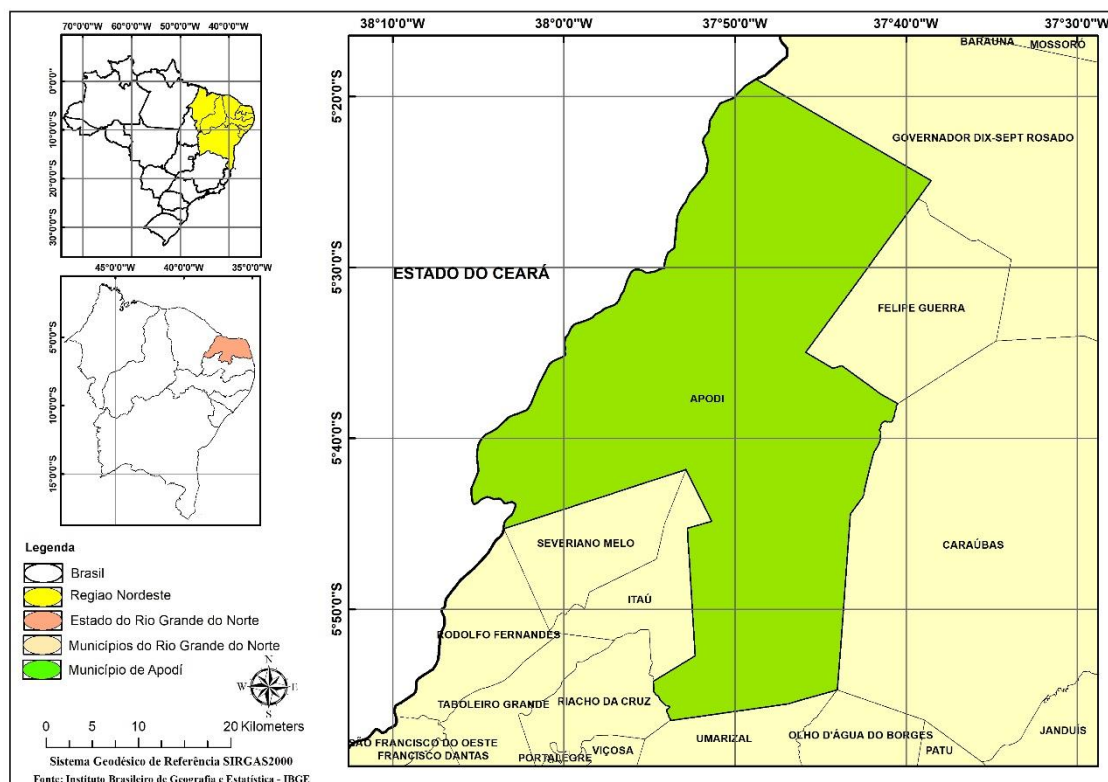 70°0'0"W 60°0'0"W 50°0'0"W 40°0'0"W
0°0'0"
10°0'0"S
20°0'0"S
30°0'0"S
45°0'0"W 40°0'0"W 35°0'0"W
5°0'0"S
10°0'0"S
15°0'0"S
Legenda
Brasil
Regiao Nordeste
Estado do Rio Grande do Norte
Municípios do Rio Grande do Norte
Município de Apodí
N
W E
S
0 5 10 20 Kilometers
Sistema Geodésico de Referência SIRGAS2000
Fonte: Instituto Brasileiro de Geografia e Estatística - IBGE
38°10'0"W 38°0'0"W 37°50'0"W 37°40'0"W 37°30'0"W
5°20'0"S
5°30'0"S
5°40'0"S
5°50'0"S
BARAUNA
MOSSORÓ
GOVERNADOR DIX-SEPT ROSADO
ESTADO DO CEARÁ
FELIPE GUERRA
APODI
SEVERIANO MELO
CARAÚBAS
ITAÚ
RODOLFO FERNANDES
TABOLEIRO GRANDE
RIACHO DA CRUZ
UMARIZAL
OLHO D'ÁGUA DO BORGES
JANDUÍS
SÃO FRANCISCO DO OESTE
VIÇOSA
PATU
FRANCISCO DANTAS
PORTALEGRE